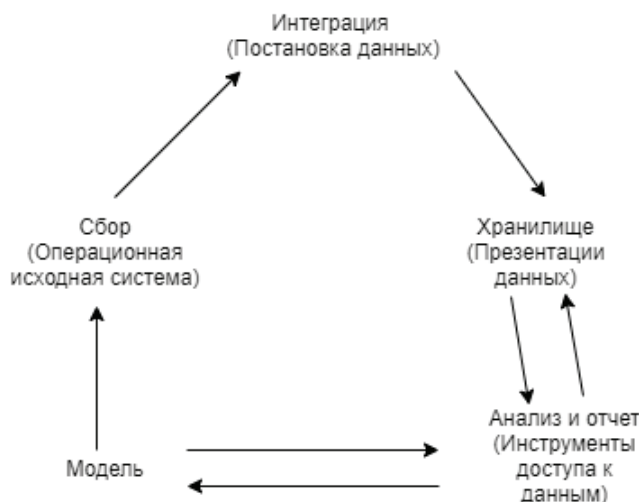 Интеграция
(Постановка данных)
Сбор
(Операционная
исходная система)
Хранилище
(Презентации
данных)
Модель
Анализ и отчет
(Инструменты
доступа к
данным)